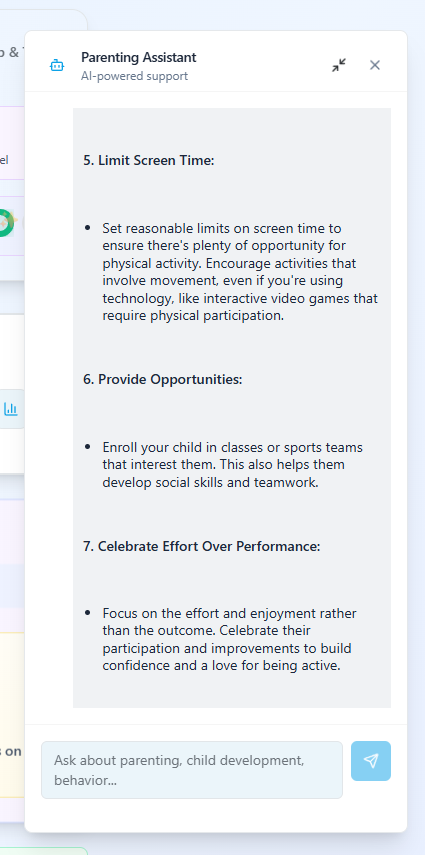 p &
Parenting Assistant
AI-powered support
el
5. Limit Screen Time:
• Set reasonable limits on screen time to
ensure there's plenty of opportunity for
physical activity. Encourage activities that
involve movement, even if you're using
technology, like interactive video games that
require physical participation.
6. Provide Opportunities:
• Enroll your child in classes or sports teams
that interest them. This also helps them
develop social skills and teamwork.
7. Celebrate Effort Over Performance:
• Focus on the effort and enjoyment rather
than the outcome. Celebrate their
participation and improvements to build
confidence and a love for being active.
s on
Ask about parenting, child development,
behavior...